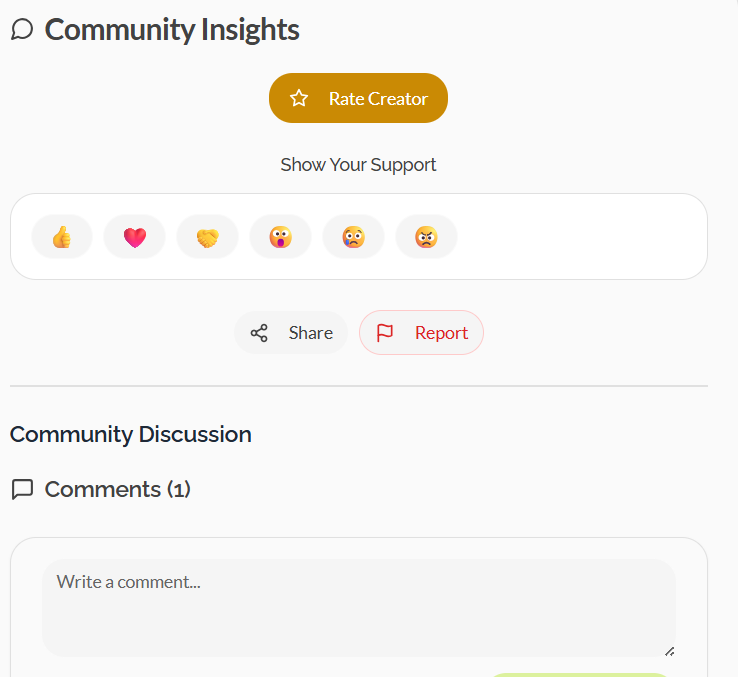 Community Insights
Rate Creator
Show Your Support
Share
Report
Community Discussion
Comments (1)
Write a comment...